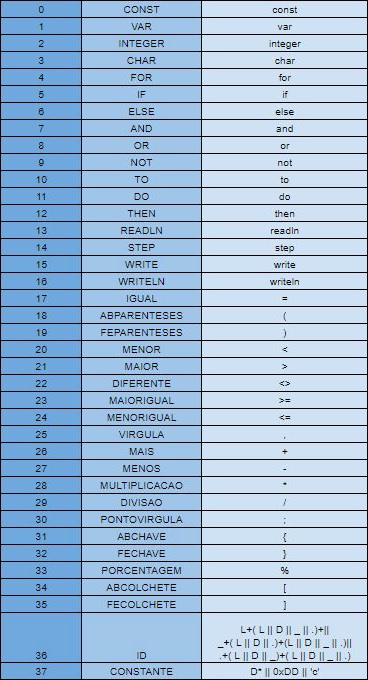 0 CONST const
1 VAR var
2 INTEGER integer
3 CHAR char
4 FOR for
5 IF if
6 ELSE else
7 AND and
8 OR or
9 NOT not
10 TO to
11 DO do
12 THEN then
13 READLN readln
14 STEP step
15 WRITE write
16 WRITELN writeln
17 IGUAL =
18 ABPARENTESES (
19 FEPARENTESES )
20 MENOR <
21 MAIOR >
22 DIFERENTE <>
23 MAIORIGUAL >=
24 MENORIGUAL <=
25 VIRGULA ,
26 MAIS +
27 MENOS -
28 MULTIPLICACAO *
29 DIVISAO /
30 PONTOVIRGULA ;
31 ABCHAVE {
32 FECHAVE }
33 PORCENTAGEM %
34 ABCOLCHETE [
35 FECOLCHETE ]
L+( L || D || _ || .)+||
_+( L || D || .)+(L || D || _ || .)||
36 ID .+( L || D || _)+( L || D || _ || .)
37 CONSTANTE D* || 0xDD || 'c'